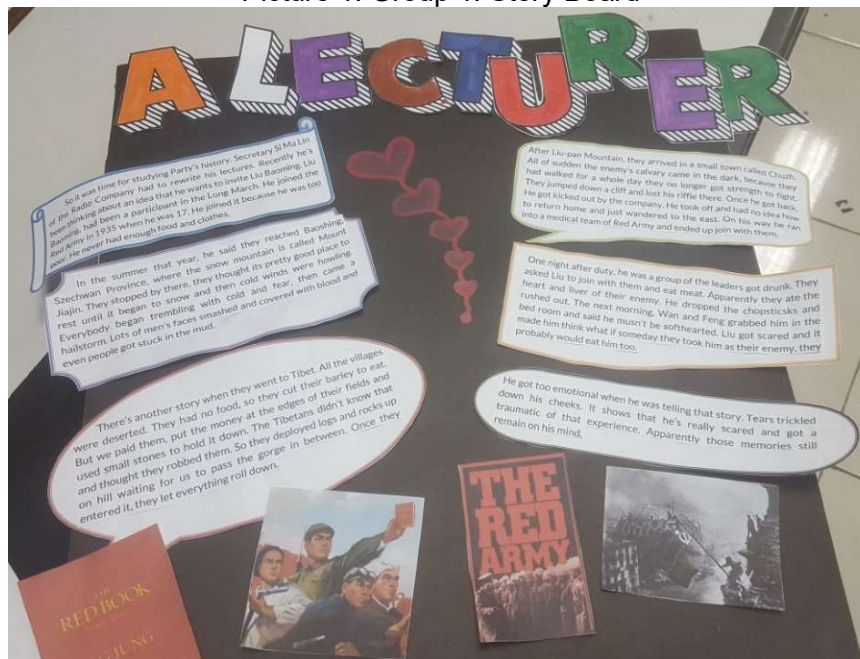 Picture 4. Group 4. Story Board
A LECTURER
So it was time for studying Party's history. Secretary Si Ma Lin
of the Radio Company had to rewrite his lectures. Recently he's
been thinking about an idea that he wants to invite Liu Baoming, Liu
Baoming, had been a participant in the Long March. He joined the
Red Army in 1935 when he was 17. He joined it because he was too
poor. He never had enough food and clothes.
In the summer that year, he said they reached Baoshing,
Szechwan Province, where the snow mountain is called Mount
Jiajin. They stopped by there, they thought its pretty good place to
rest until it began to snow and then cold winds were howling.
Everybody began trembling with cold and fear, then came a
hailstorm. Lots of men's faces smashed and covered with blood and
even people got stuck in the mud.
There's another story when they went to Tibet. All the villages
were deserted. They had no food, so they cut their barley to eat.
But we paid them, put the money at the edges of their fields and
used small stones to hold it down. The Tibetans didn't know that
and thought they robbed them. So they deployed logs and rocks up
on hill waiting for us to pass the gorge in between. Once they
entered it, they let everything roll down.
After Liu-pan Mountain, they arrived in a small town called Chuzh.
All of sudden the enemy's calvary came in the dark, because they
had walked for a whole day they no longer got strength to fight.
They jumped down a cliff and lost his riffle there. Once he got back,
He got kicked out by the company. He took off and had no idea how
to return home and just wandered to the east. On his way he ran
into a medical team of Red Army and ended up join with them.
One night after duty, he was a group of the leaders got drunk. They
asked Liu to join with them and eat meat. Apparently they ate the
heart and liver of their enemy. He dropped the chopsticsks and
rushed out. The next morning, Wan and Feng grabbed him in the
bed room and said he musn't be softhearted. Liu got scared and it
made him think what if someday they took him as their enemy, they
probably would eat him too.
He got too emotional when he was telling that story. Tears trickled
down his cheeks. It shows that he's really scared and got a
traumatic of that experience. Apparently those memories still
remain on his mind.
THE
RED BOOK
JUNG
THE
RED
ARMY